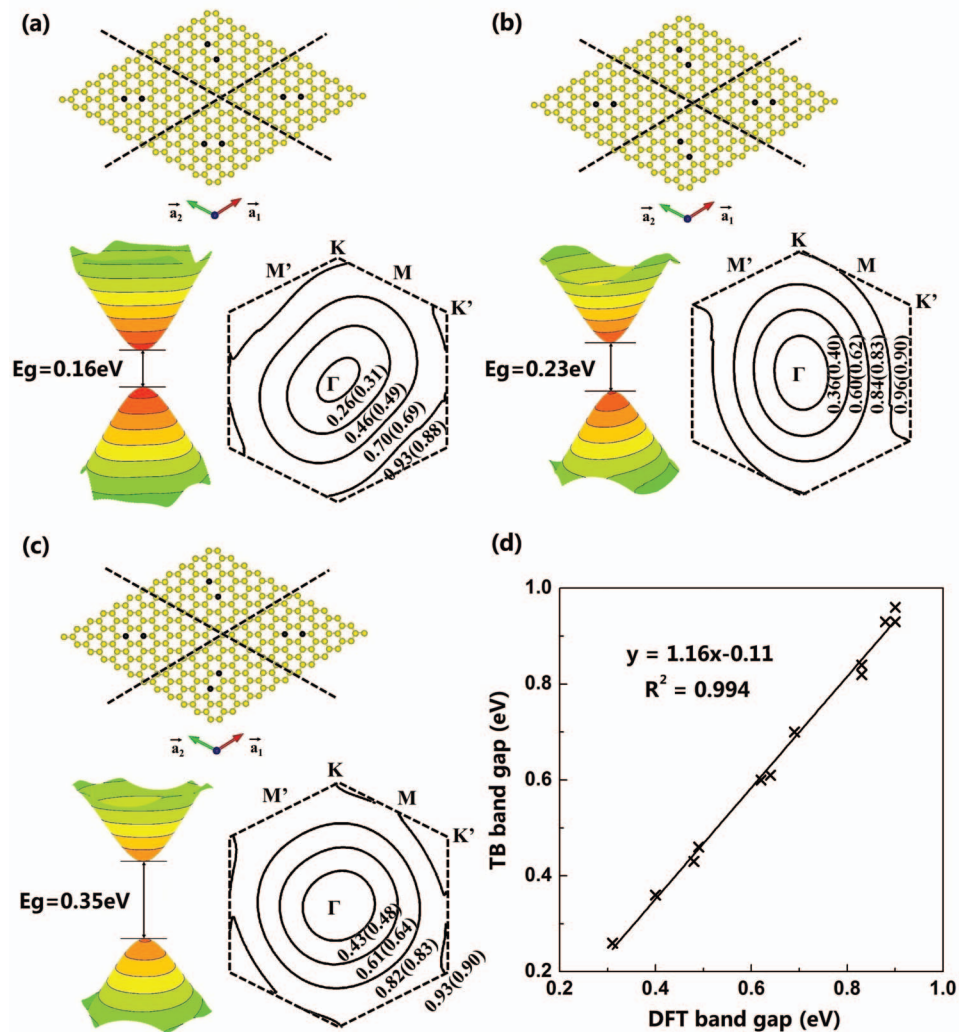 (a)
a₂ a₁
K
M' M
K'
Eg=0.16eV
Γ
0.26(0.31)
0.46(0.49)
0.70(0.69)
0.93(0.88)
(b)
a₂ a₁
K
M
K'
Eg=0.23eV
Γ
0.36(0.40)
0.60(0.62)
0.84(0.83)
0.96(0.90)
(c)
a₂ a₁
K
M' M
K'
Eg=0.35eV
Γ
0.43(0.48)
0.61(0.64)
0.82(0.83)
0.93(0.90)
(d)
y = 1.16x-0.11
R² = 0.994
TB band gap (eV)
1.0
0.8
0.6
0.4
0.2
0.2 0.4 0.6 0.8 1.0
DFT band gap (eV)